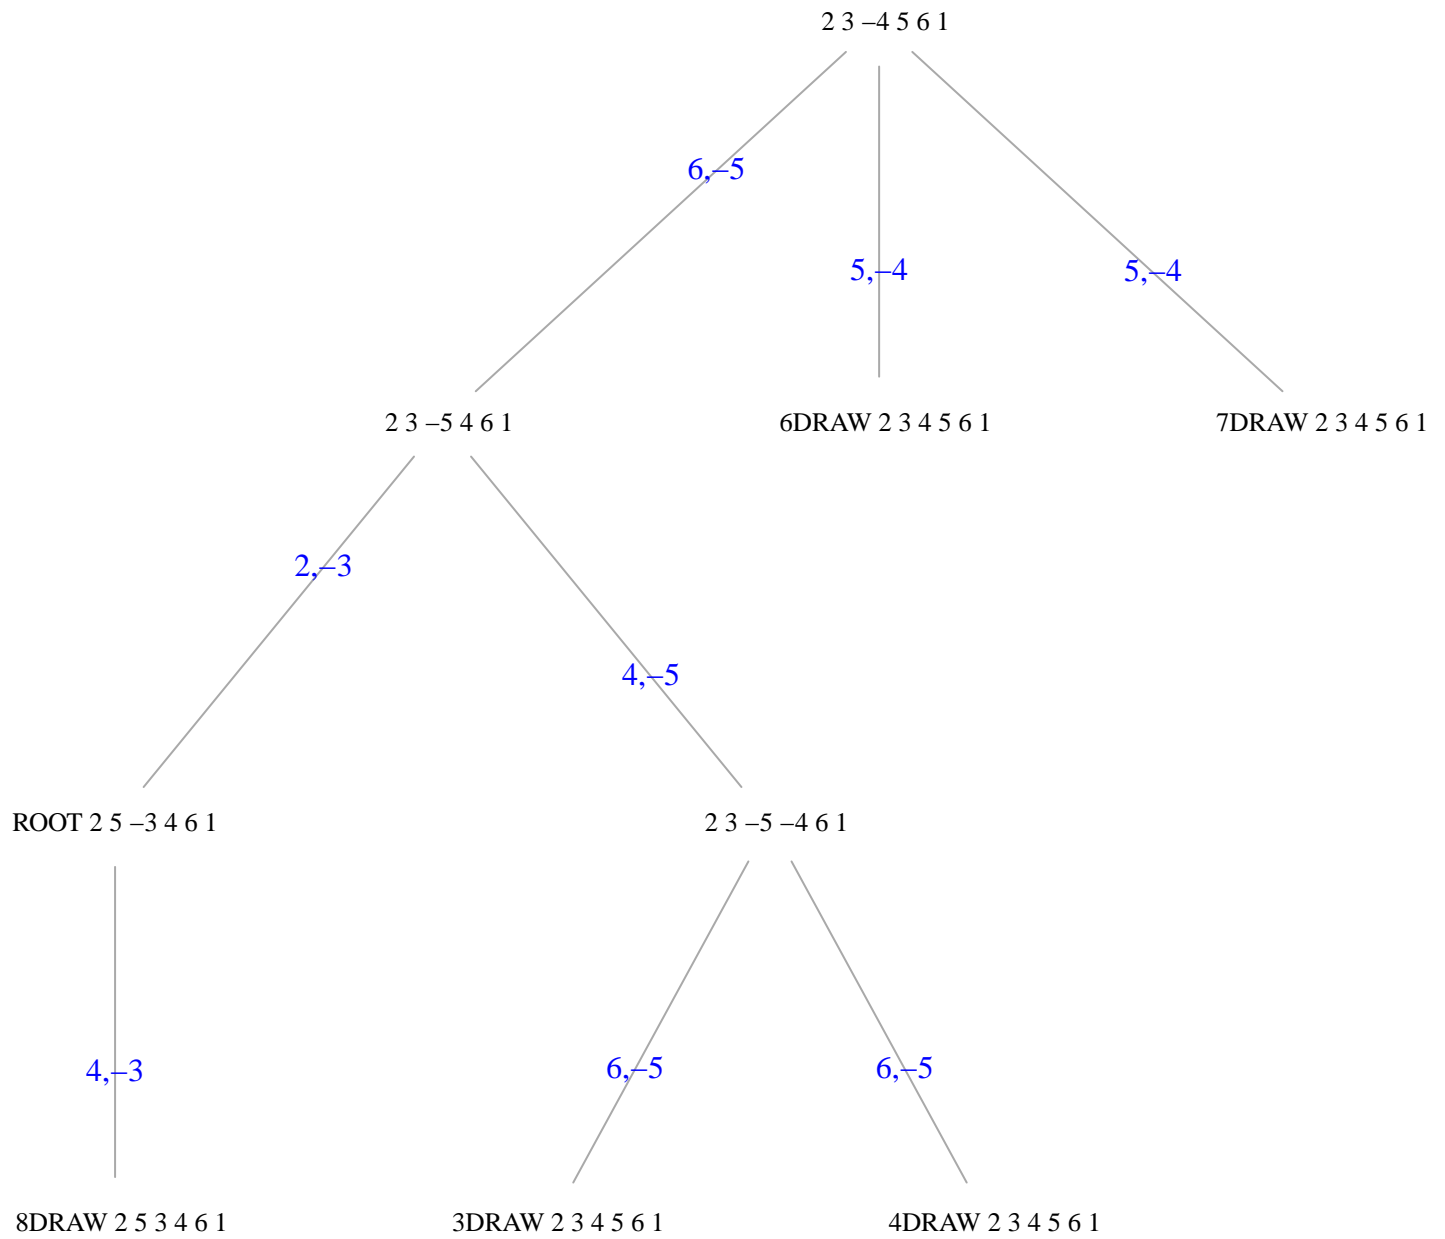 2 3 –4 5 6 1
6,–5
5,–4
5,–4
2 3 –5 4 6 1
6DRAW 2 3 4 5 6 1
7DRAW 2 3 4 5 6 1
2,–3
4,–5
ROOT 2 5 –3 4 6 1
2 3 –5 –4 6 1
4,–3
6,–5
6,–5
8DRAW 2 5 3 4 6 1
3DRAW 2 3 4 5 6 1
4DRAW 2 3 4 5 6 1